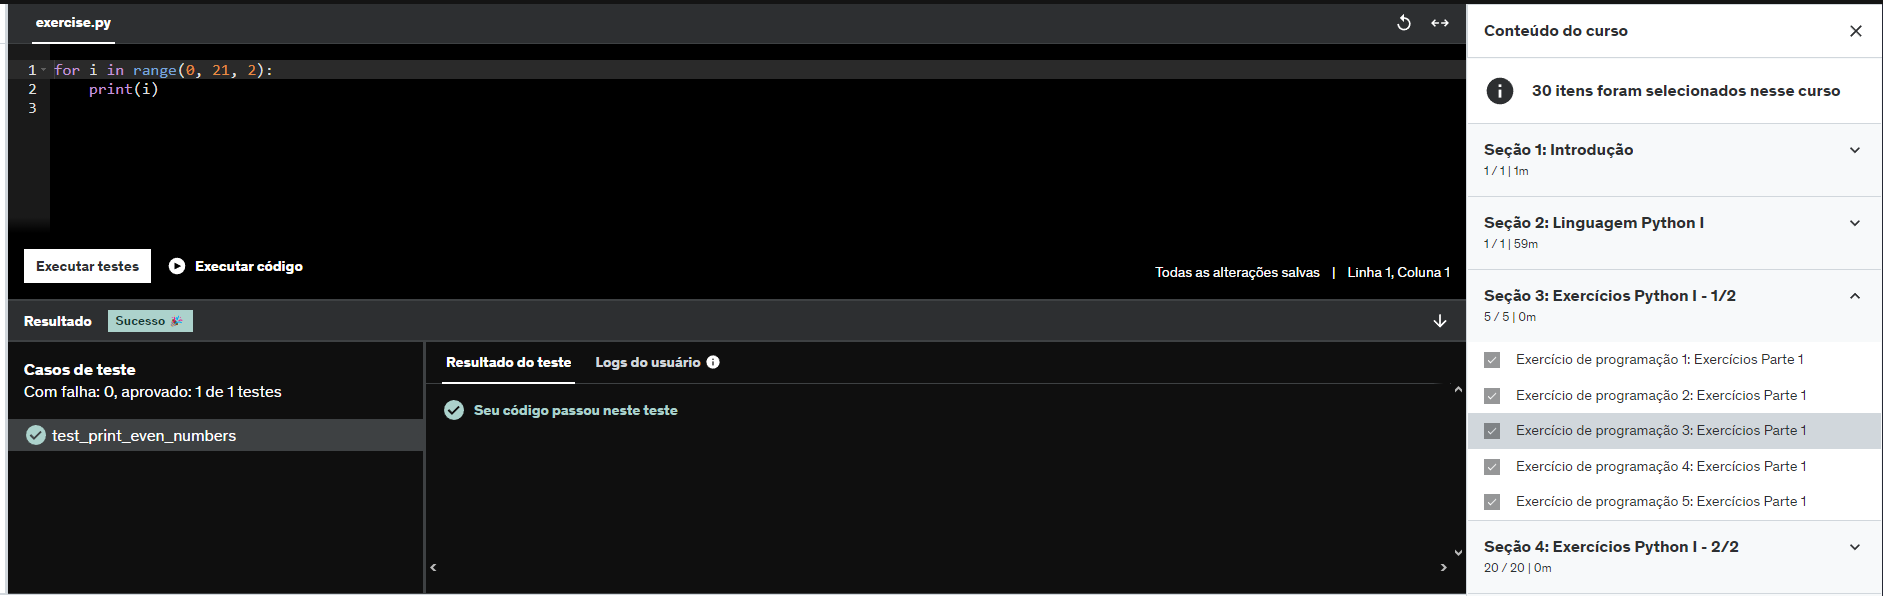 exercise.py
1 for i in range(0, 21, 2):
2     print(i)
3
Executar testes
Executar código
Todas as alterações salvas | Linha 1, Coluna 1
Resultado
Sucesso 🎉
Casos de teste
Com falha: 0, aprovado: 1 de 1 testes
test_print_even_numbers
Resultado do teste
Logs do usuário
Seu código passou neste teste
Conteúdo do curso
30 itens foram selecionados nesse curso
Seção 1: Introdução
1 / 1 | 1m
Seção 2: Linguagem Python I
1 / 1 | 59m
Seção 3: Exercícios Python I - 1/2
5 / 5 | 0m
Exercício de programação 1: Exercícios Parte 1
Exercício de programação 2: Exercícios Parte 1
Exercício de programação 3: Exercícios Parte 1
Exercício de programação 4: Exercícios Parte 1
Exercício de programação 5: Exercícios Parte 1
Seção 4: Exercícios Python I - 2/2
20 / 20 | 0m